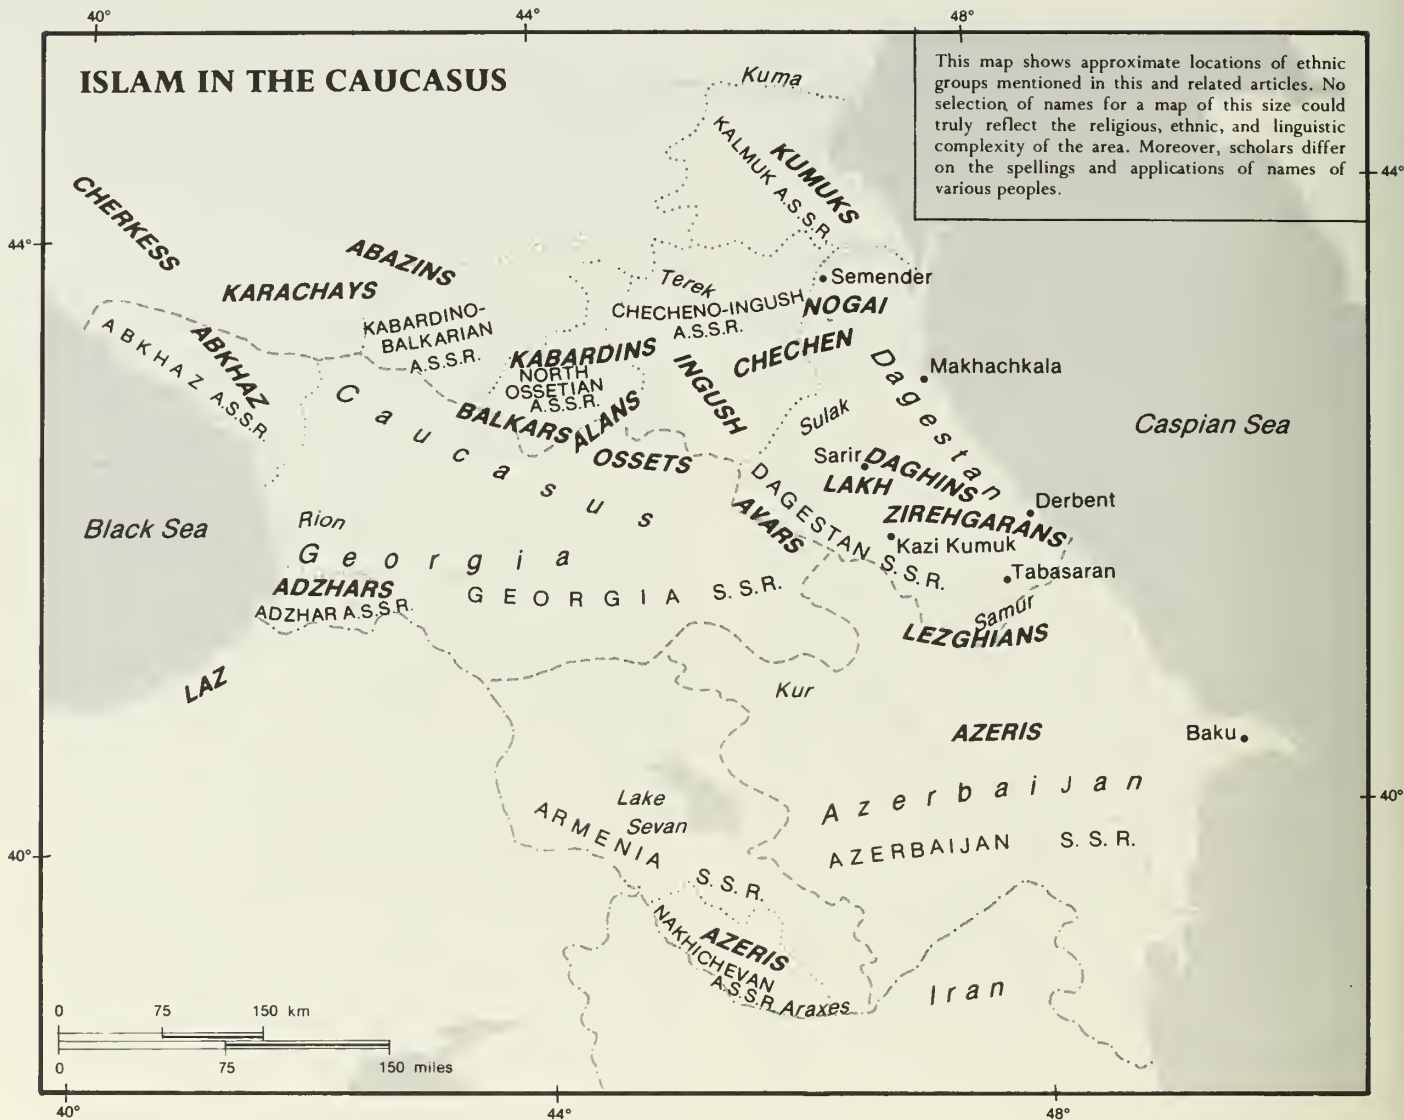 40°
44°
48°
ISLAM IN THE CAUCASUS
This map shows approximate locations of ethnic
groups mentioned in this and related articles. No
selection of names for a map of this size could
truly reflect the religious, ethnic, and linguistic
complexity of the area. Moreover, scholars differ
on the spellings and applications of names of
various peoples.
Kuma
KALMUK A.S.S.R.
KUMUKS
44°
CHERKESS
44°
ABAZINS
KARACHAYS
Terek
Semender
CHECHENO-INGUSH
A.S.S.R.
NOGAI
KABARDINO-
BALKARIAN
A.S.S.R.
ABKHAZ A.S.S.R.
ABKHAZ
KABARDINS
NORTH
OSSETIAN
A.S.S.R.
INGUSH
CHECHEN
Dagestan
Makhachkala
Caucasus
BALKARS
ALANS
OSSETS
Sulak
Caspian Sea
Sarir
DAGHINS
LAKH
DAGESTAN S.S.R.
AVARS
ZIREHGARANS
Derbent
Kazi Kumuk
Tabasaran
Black Sea
Rion
Georgia
ADZHARS
ADZHAR A.S.S.R.
GEORGIA S.S.R.
Samur
LEZGHIANS
LAZ
Kur
AZERIS
Baku
Azerbaijan
40°
Lake
Sevan
ARMENIA S.S.R.
AZERBAIJAN S.S.R.
40°
AZERIS
NAKHICHEVAN
A.S.S.R.
Araxes
Iran
0 75 150 km
0 75 150 miles
40°
44°
48°